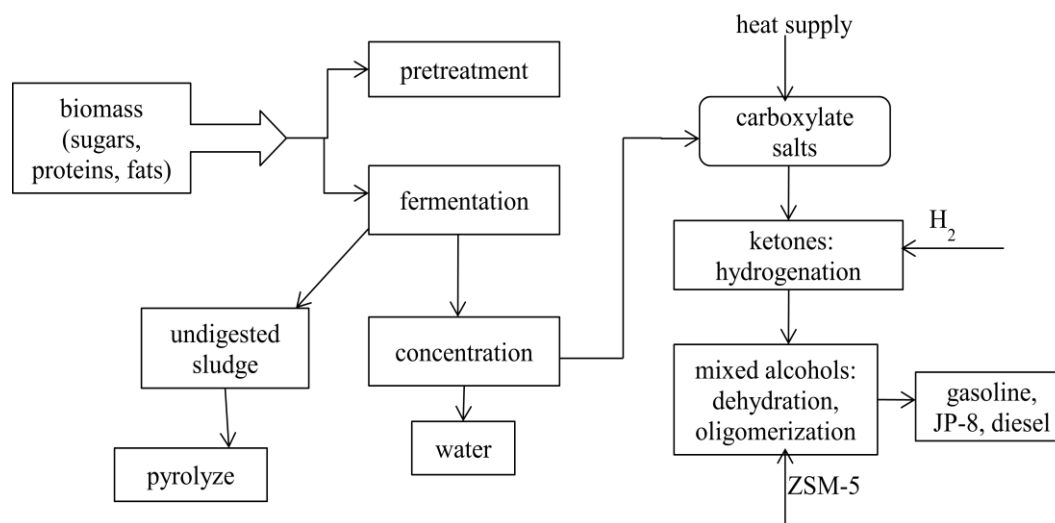 biomass
(sugars,
proteins, fats)
pretreatment
fermentation
undigested
sludge
pyrolyze
concentration
water
heat supply
carboxylate
salts
ketones:
hydrogenation
H₂
mixed alcohols:
dehydration,
oligomerization
ZSM-5
gasoline,
JP-8, diesel